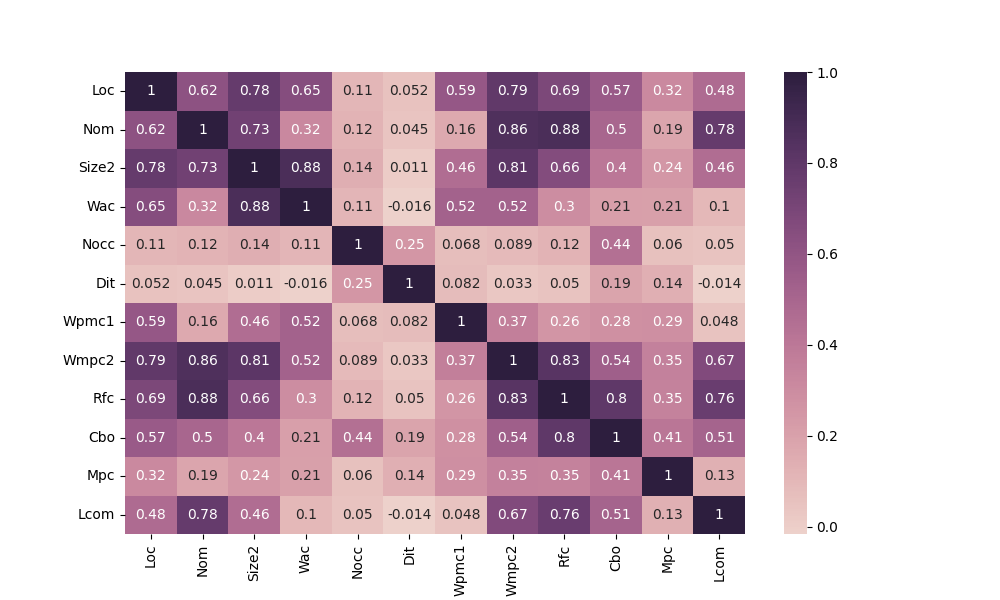 Loc 1 0.62 0.78 0.65 0.11 0.052 0.59 0.79 0.69 0.57 0.32 0.48
Nom 0.62 1 0.73 0.32 0.12 0.045 0.16 0.86 0.88 0.5 0.19 0.78
Size2 0.78 0.73 1 0.88 0.14 0.011 0.46 0.81 0.66 0.4 0.24 0.46
Wac 0.65 0.32 0.88 1 0.11 -0.016 0.52 0.52 0.3 0.21 0.21 0.1
Nocc 0.11 0.12 0.14 0.11 1 0.25 0.068 0.089 0.12 0.44 0.06 0.05
Dit 0.052 0.045 0.011 -0.016 0.25 1 0.082 0.033 0.05 0.19 0.14 -0.014
Wpmc1 0.59 0.16 0.46 0.52 0.068 0.082 1 0.37 0.26 0.28 0.29 0.048
Wmpc2 0.79 0.86 0.81 0.52 0.089 0.033 0.37 1 0.83 0.54 0.35 0.67
Rfc 0.69 0.88 0.66 0.3 0.12 0.05 0.26 0.83 1 0.8 0.35 0.76
Cbo 0.57 0.5 0.4 0.21 0.44 0.19 0.28 0.54 0.8 1 0.41 0.51
Mpc 0.32 0.19 0.24 0.21 0.06 0.14 0.29 0.35 0.35 0.41 1 0.13
Lcom 0.48 0.78 0.46 0.1 0.05 -0.014 0.048 0.67 0.76 0.51 0.13 1
Loc Nom Size2 Wac Nocc Dit Wpmc1 Wmpc2 Rfc Cbo Mpc Lcom
1.0
0.8
0.6
0.4
0.2
0.0